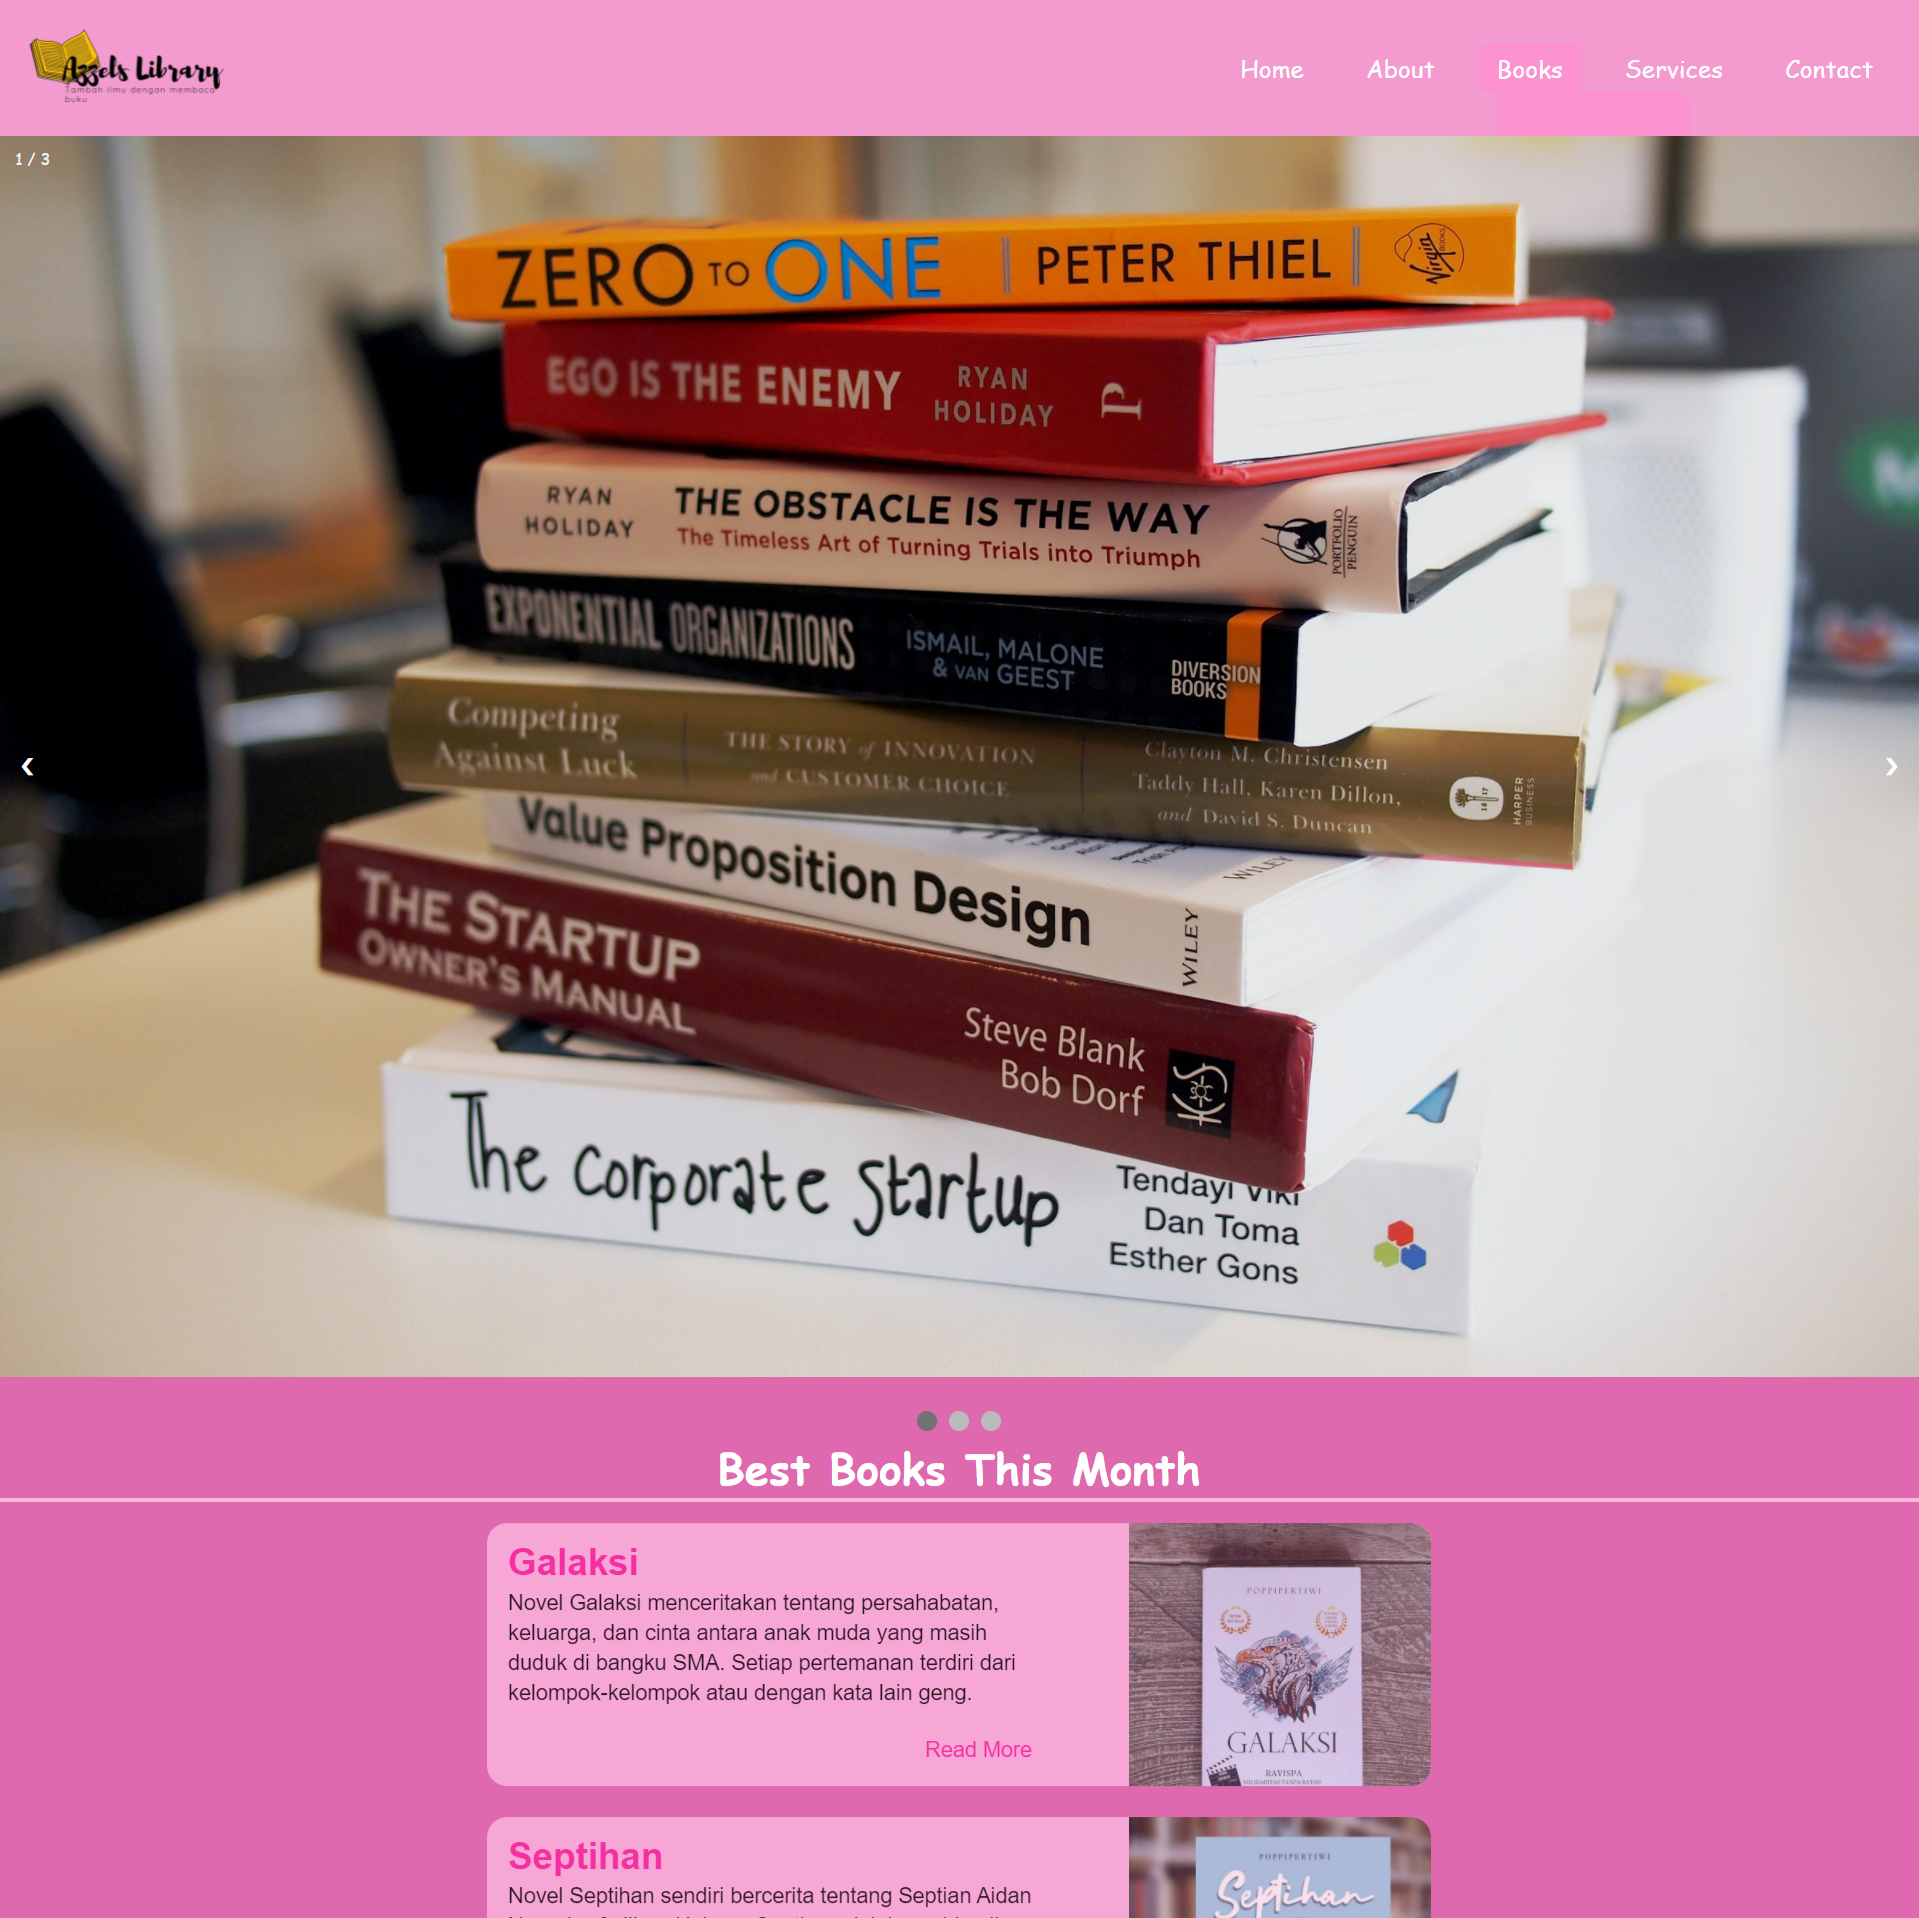 Azzels Library
Tambah ilmu dengan membaca
buku
Home About Books Services Contact
1 / 3
ZERO TO ONE | PETER THIEL Virgin BOOKS
EGO IS THE ENEMY RYAN HOLIDAY P
RYAN HOLIDAY THE OBSTACLE IS THE WAY
The Timeless Art of Turning Trials into Triumph
PORTFOLIO
PENGUIN
EXPONENTIAL ORGANIZATIONS ISMAIL, MALONE
& VAN GEEST
DIVERSION
BOOKS
Competing
Against Luck
THE STORY of INNOVATION
and CUSTOMER CHOICE
Clayton M. Christensen
Taddy Hall, Karen Dillon,
and David S. Duncan
18 17
HARPER
BUSINESS
Value Proposition Design
WILEY
WILEY
THE STARTUP
OWNER'S MANUAL
Steve Blank
Bob Dorf
K&S
The corporate startup
Tendayi Viki
Dan Toma
Esther Gons
❮ ❯
Best Books This Month
Galaksi
Novel Galaksi menceritakan tentang persahabatan,
keluarga, dan cinta antara anak muda yang masih
duduk di bangku SMA. Setiap pertemanan terdiri dari
kelompok-kelompok atau dengan kata lain geng.
Read More
POPPIPERTIWI
GALAKSI
RAVISPA
SOLIDARITAS TANPA BATAS!
Septihan
Novel Septihan sendiri bercerita tentang Septian Aidan
POPPIPERTIWI
Septihan